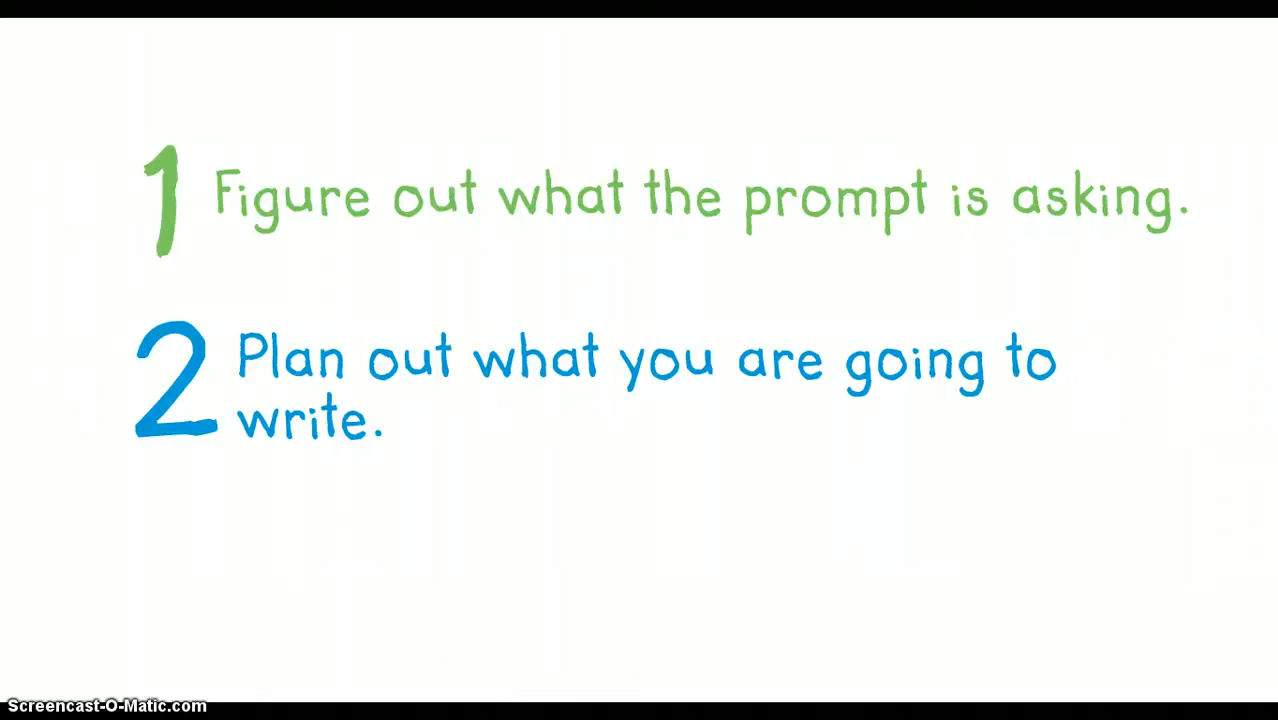 1 Figure out what the prompt is asking.
2 Plan out what you are going to
write.
Screencast-O-Matic.com